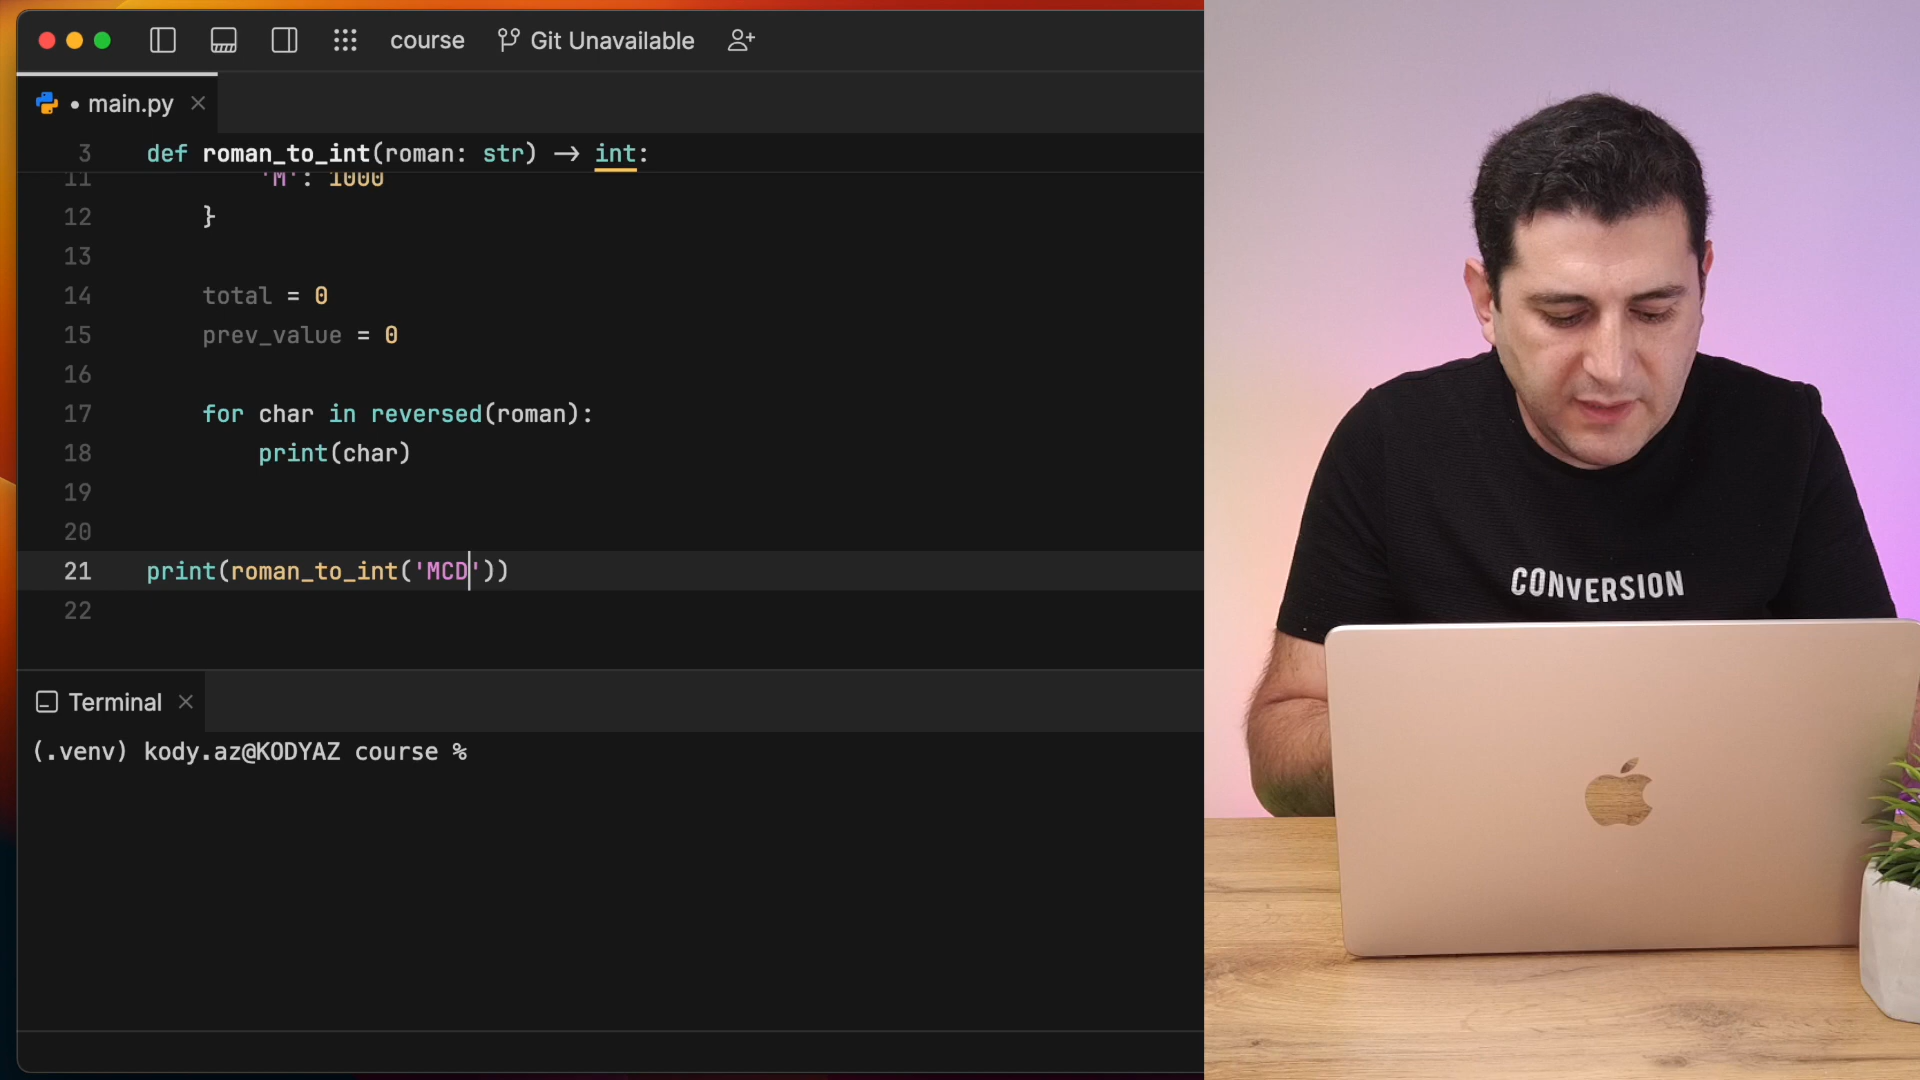 course Git Unavailable
main.py
3 def roman_to_int(roman: str) → int:
11 'M': 1000
12 }
13
14 total = 0
15 prev_value = 0
16
17 for char in reversed(roman):
18 print(char)
19
20
21 print(roman_to_int('MCD'))
22
Terminal
(.venv) kody.az@KODYAZ course %
CONVERSION